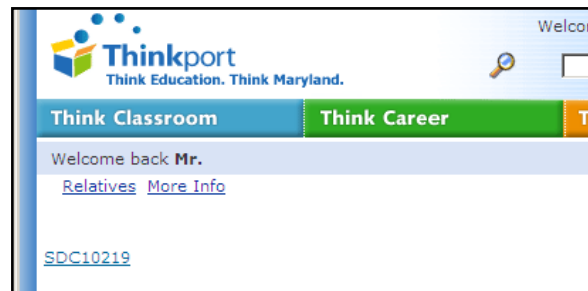 Welco
Thinkport
Think Education. Think Maryland.
Think Classroom Think Career T
Welcome back Mr.
Relatives More Info
SDC10219